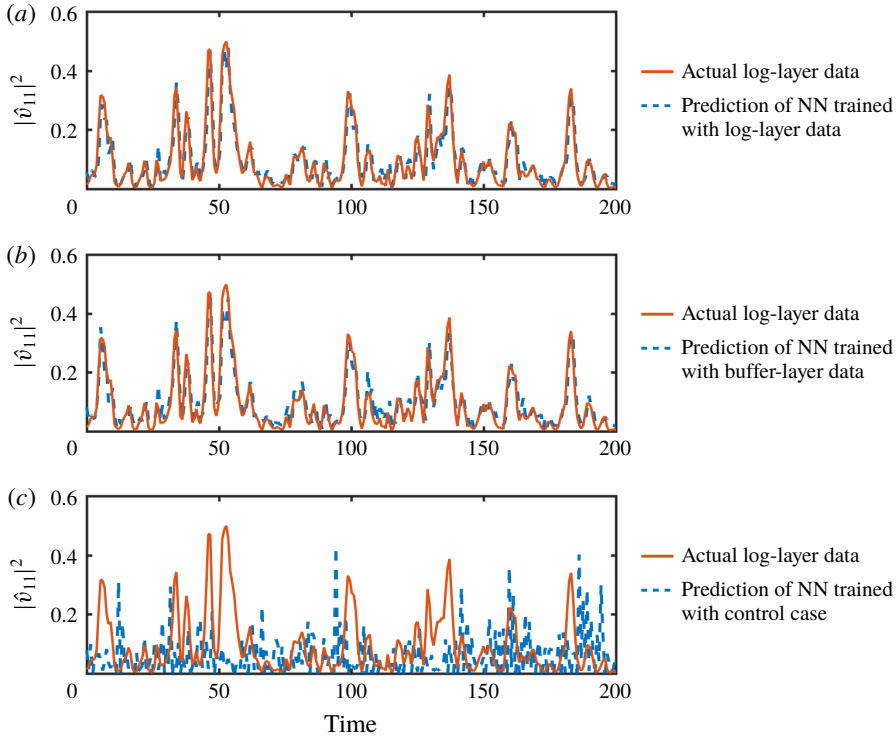 (a)
0.6
0.4
0.2
|v̂₁₁|²
0 50 100 150 200
Actual log-layer data
Prediction of NN trained
with log-layer data
(b)
0.6
0.4
0.2
|v̂₁₁|²
0 50 100 150 200
Actual log-layer data
Prediction of NN trained
with buffer-layer data
(c)
0.6
0.4
0.2
|v̂₁₁|²
0 50 100 150 200
Time
Actual log-layer data
Prediction of NN trained
with control case